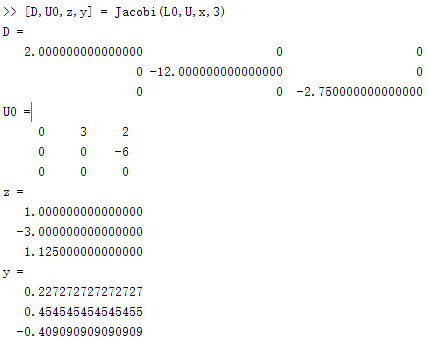 >> [D,U0,z,y] = Jacobi(L0,U,x,3)
D =
2.000000000000000 0 0
0 -12.000000000000000 0
0 0 -2.750000000000000
U0 =
0 3 2
0 0 -6
0 0 0
z =
1.000000000000000
-3.000000000000000
1.125000000000000
y =
0.227272727272727
0.454545454545455
-0.409090909090909